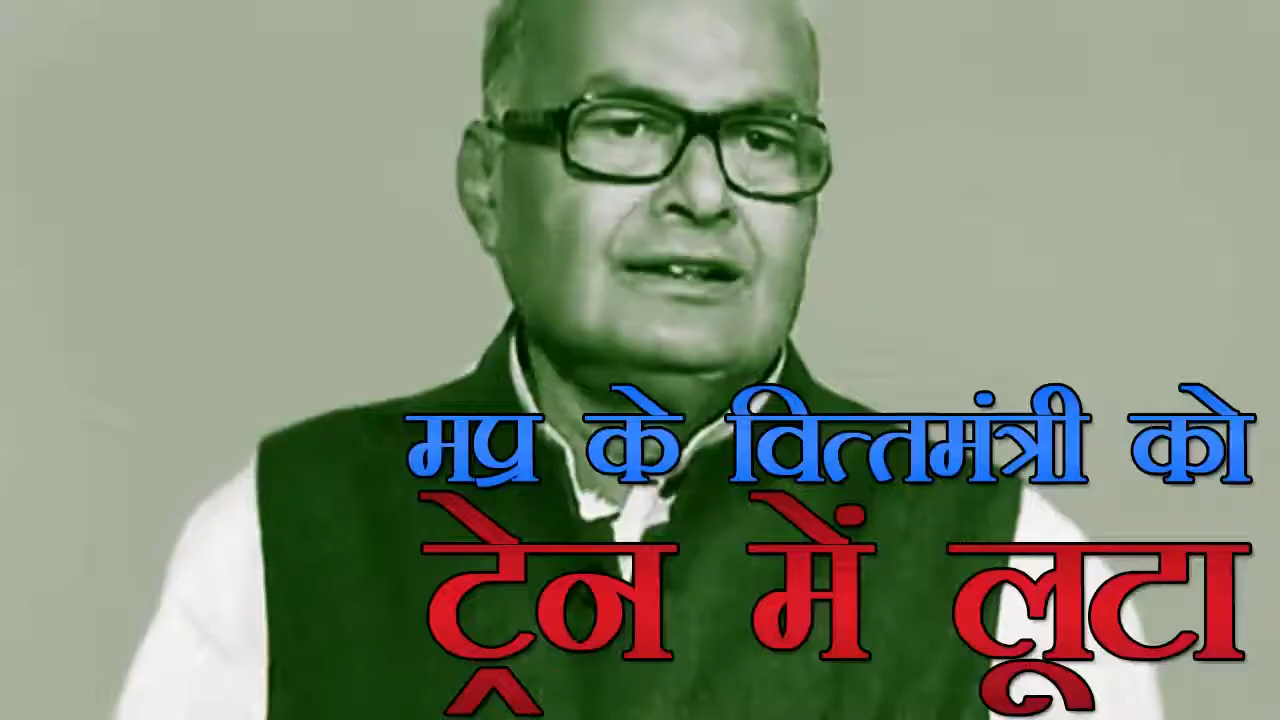 मप्र के वित्तमंत्री को
ट्रेन में लूटा